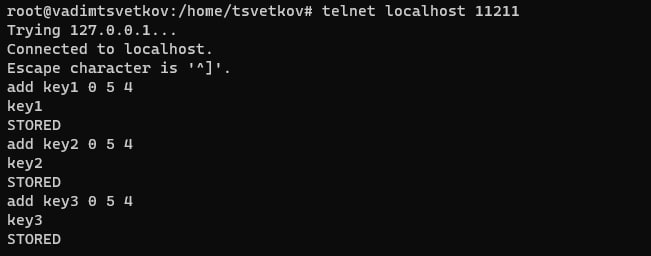 root@vadimtsvetkov:/home/tsvetkov# telnet localhost 11211
Trying 127.0.0.1...
Connected to localhost.
Escape character is '^]'.
add key1 0 5 4
key1
STORED
add key2 0 5 4
key2
STORED
add key3 0 5 4
key3
STORED